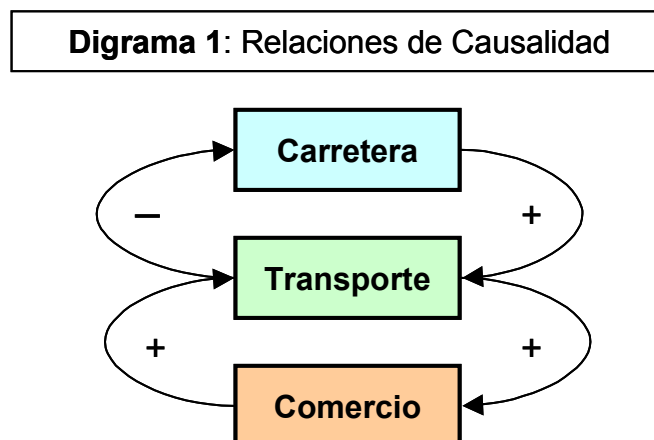 Digrama 1: Relaciones de Causalidad
Carretera
– +
Transporte
+ +
Comercio